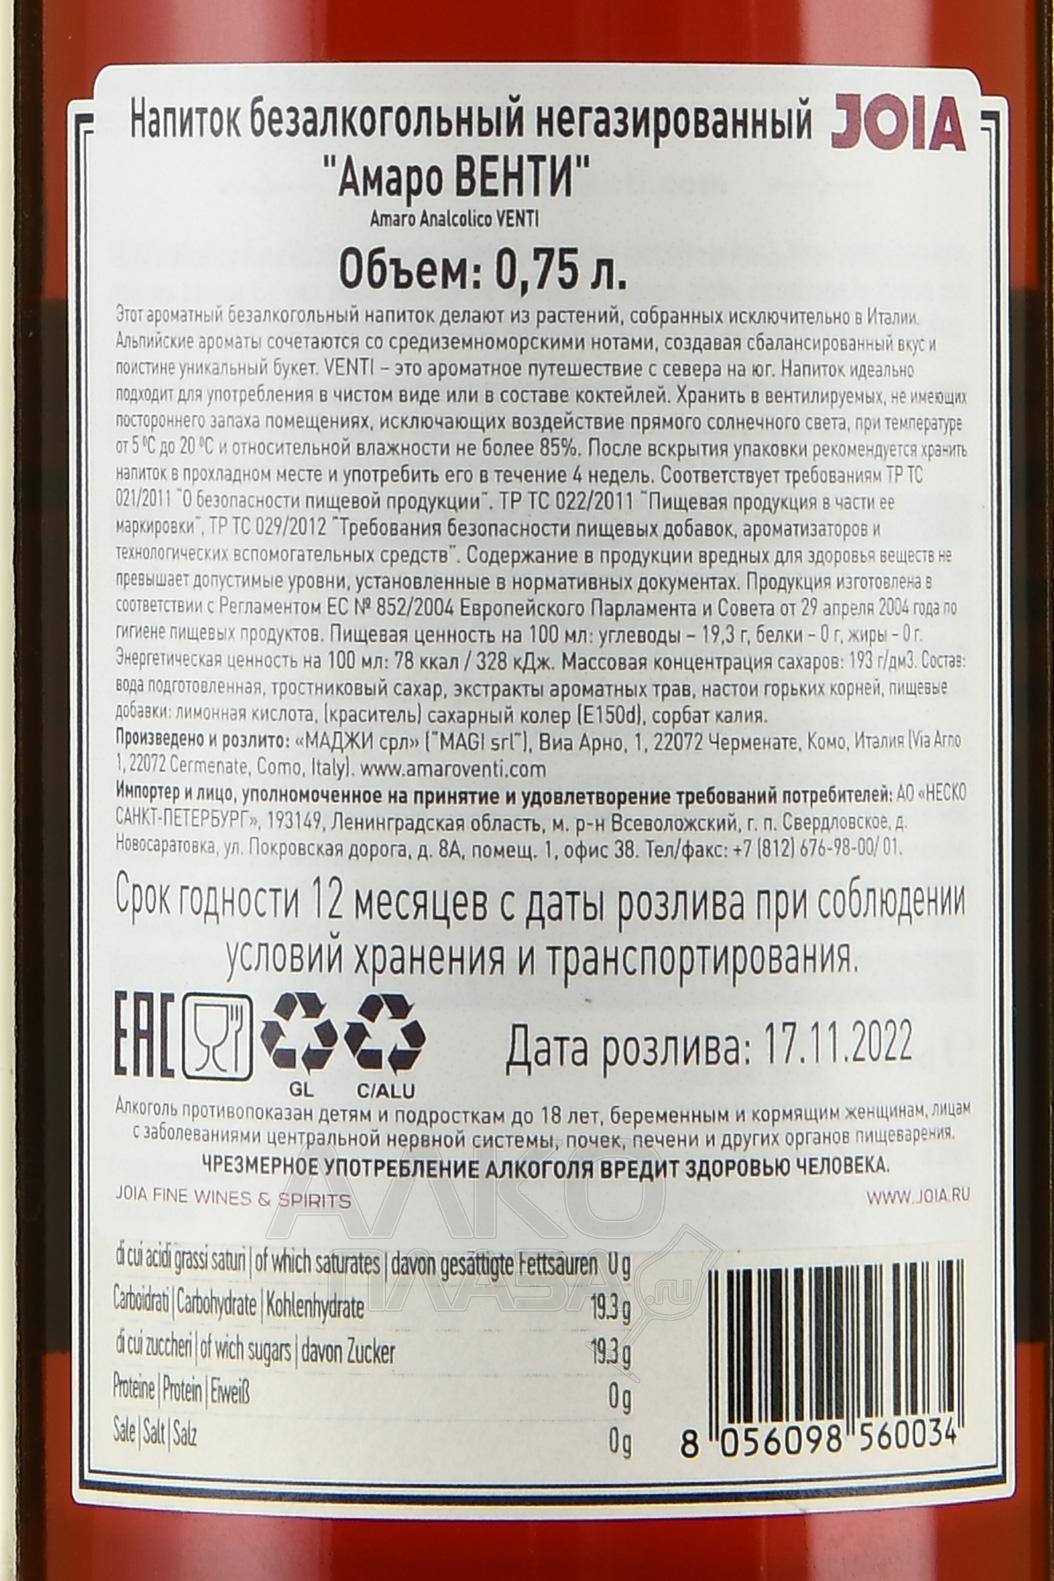 Напиток безалкогольный негазированный JOIA
"Амаро ВЕНТИ"
Amaro Analcolico VENTI
Объем: 0,75 л.
Этот ароматный безалкогольный напиток делают из растений, собранных исключительно в Италии.
Альпийские ароматы сочетаются со средиземноморскими нотами, создавая сбалансированный вкус и
поистине уникальный букет. VENTI – это ароматное путешествие с севера на юг. Напиток идеально
подходит для употребления в чистом виде или в составе коктейлей. Хранить в вентилируемых, не имеющих
постороннего запаха помещениях, исключающих воздействие прямого солнечного света, при температуре
от 5 °C до 20 °C и относительной влажности не более 85%. После вскрытия упаковки рекомендуется хранить
напиток в прохладном месте и употребить его в течение 4 недель. Соответствует требованиям ТР ТС
021/2011 "О безопасности пищевой продукции", ТР ТС 022/2011 "Пищевая продукция в части ее
маркировки", ТР ТС 029/2012 "Требования безопасности пищевых добавок, ароматизаторов и
технологических вспомогательных средств". Содержание в продукции вредных для здоровья веществ не
превышает допустимые уровни, установленные в нормативных документах. Продукция изготовлена в
соответствии с Регламентом ЕС № 852/2004 Европейского Парламента и Совета от 29 апреля 2004 года по
гигиене пищевых продуктов. Пищевая ценность на 100 мл: углеводы – 19,3 г, белки – 0 г, жиры – 0 г.
Энергетическая ценность на 100 мл: 78 ккал / 328 кДж. Массовая концентрация сахаров: 193 г/дм3. Состав:
вода подготовленная, тростниковый сахар, экстракты ароматных трав, настои горьких корней, пищевые
добавки: лимонная кислота, (краситель) сахарный колер (E150d), сорбат калия.
Произведено и розлито: «МАДЖИ срл» ("MAGI srl"), Виа Арно, 1, 22072 Черменате, Комо, Италия (Via Arno
1, 22072 Cermenate, Como, Italy). www.amaroventi.com
Импортер и лицо, уполномоченное на принятие и удовлетворение требований потребителей: АО «НЕСКО
САНКТ-ПЕТЕРБУРГ», 193149, Ленинградская область, м. р-н Всеволожский, г. п. Свердловское, д.
Новосаратовка, ул. Покровская дорога, д. 8А, помещ. 1, офис 38. Тел/факс: +7 (812) 676-98-00/ 01.
Срок годности 12 месяцев с даты розлива при соблюдении
условий хранения и транспортирования.
EAC
GL C/ALU
Дата розлива: 17.11.2022
Алкоголь противопоказан детям и подросткам до 18 лет, беременным и кормящим женщинам, лицам
с заболеваниями центральной нервной системы, почек, печени и других органов пищеварения.
ЧРЕЗМЕРНОЕ УПОТРЕБЛЕНИЕ АЛКОГОЛЯ ВРЕДИТ ЗДОРОВЬЮ ЧЕЛОВЕКА.
JOIA FINE WINES & SPIRITS WWW.JOIA.RU
АЛКО
ПЛАЗА.ru
di cui acidi grassi saturi | of which saturates | davon gesättigte Fettsäuren 0 g
Carboidrati | Carbohydrate | Kohlenhydrate 19.3 g
di cui zuccheri | of wich sugars | davon Zucker 19.3 g
Proteine | Protein | Eiweiß 0 g
Sale | Salt | Salz 0 g
8 056098 560034